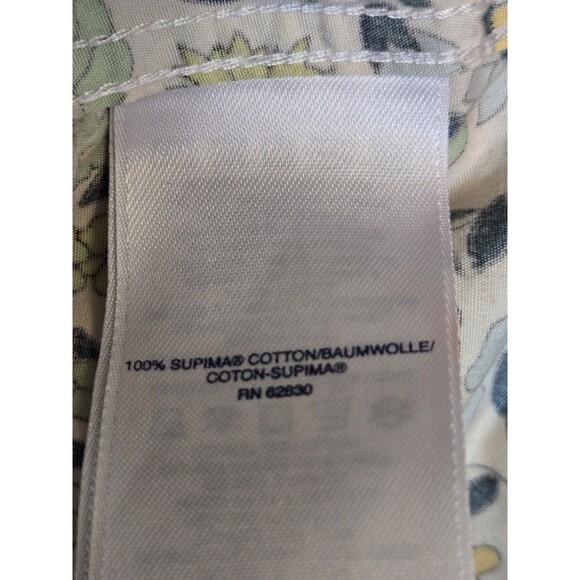 100% SUPIMA® COTTON/BAUMWOLLE/
COTON-SUPIMA®
RN 62830